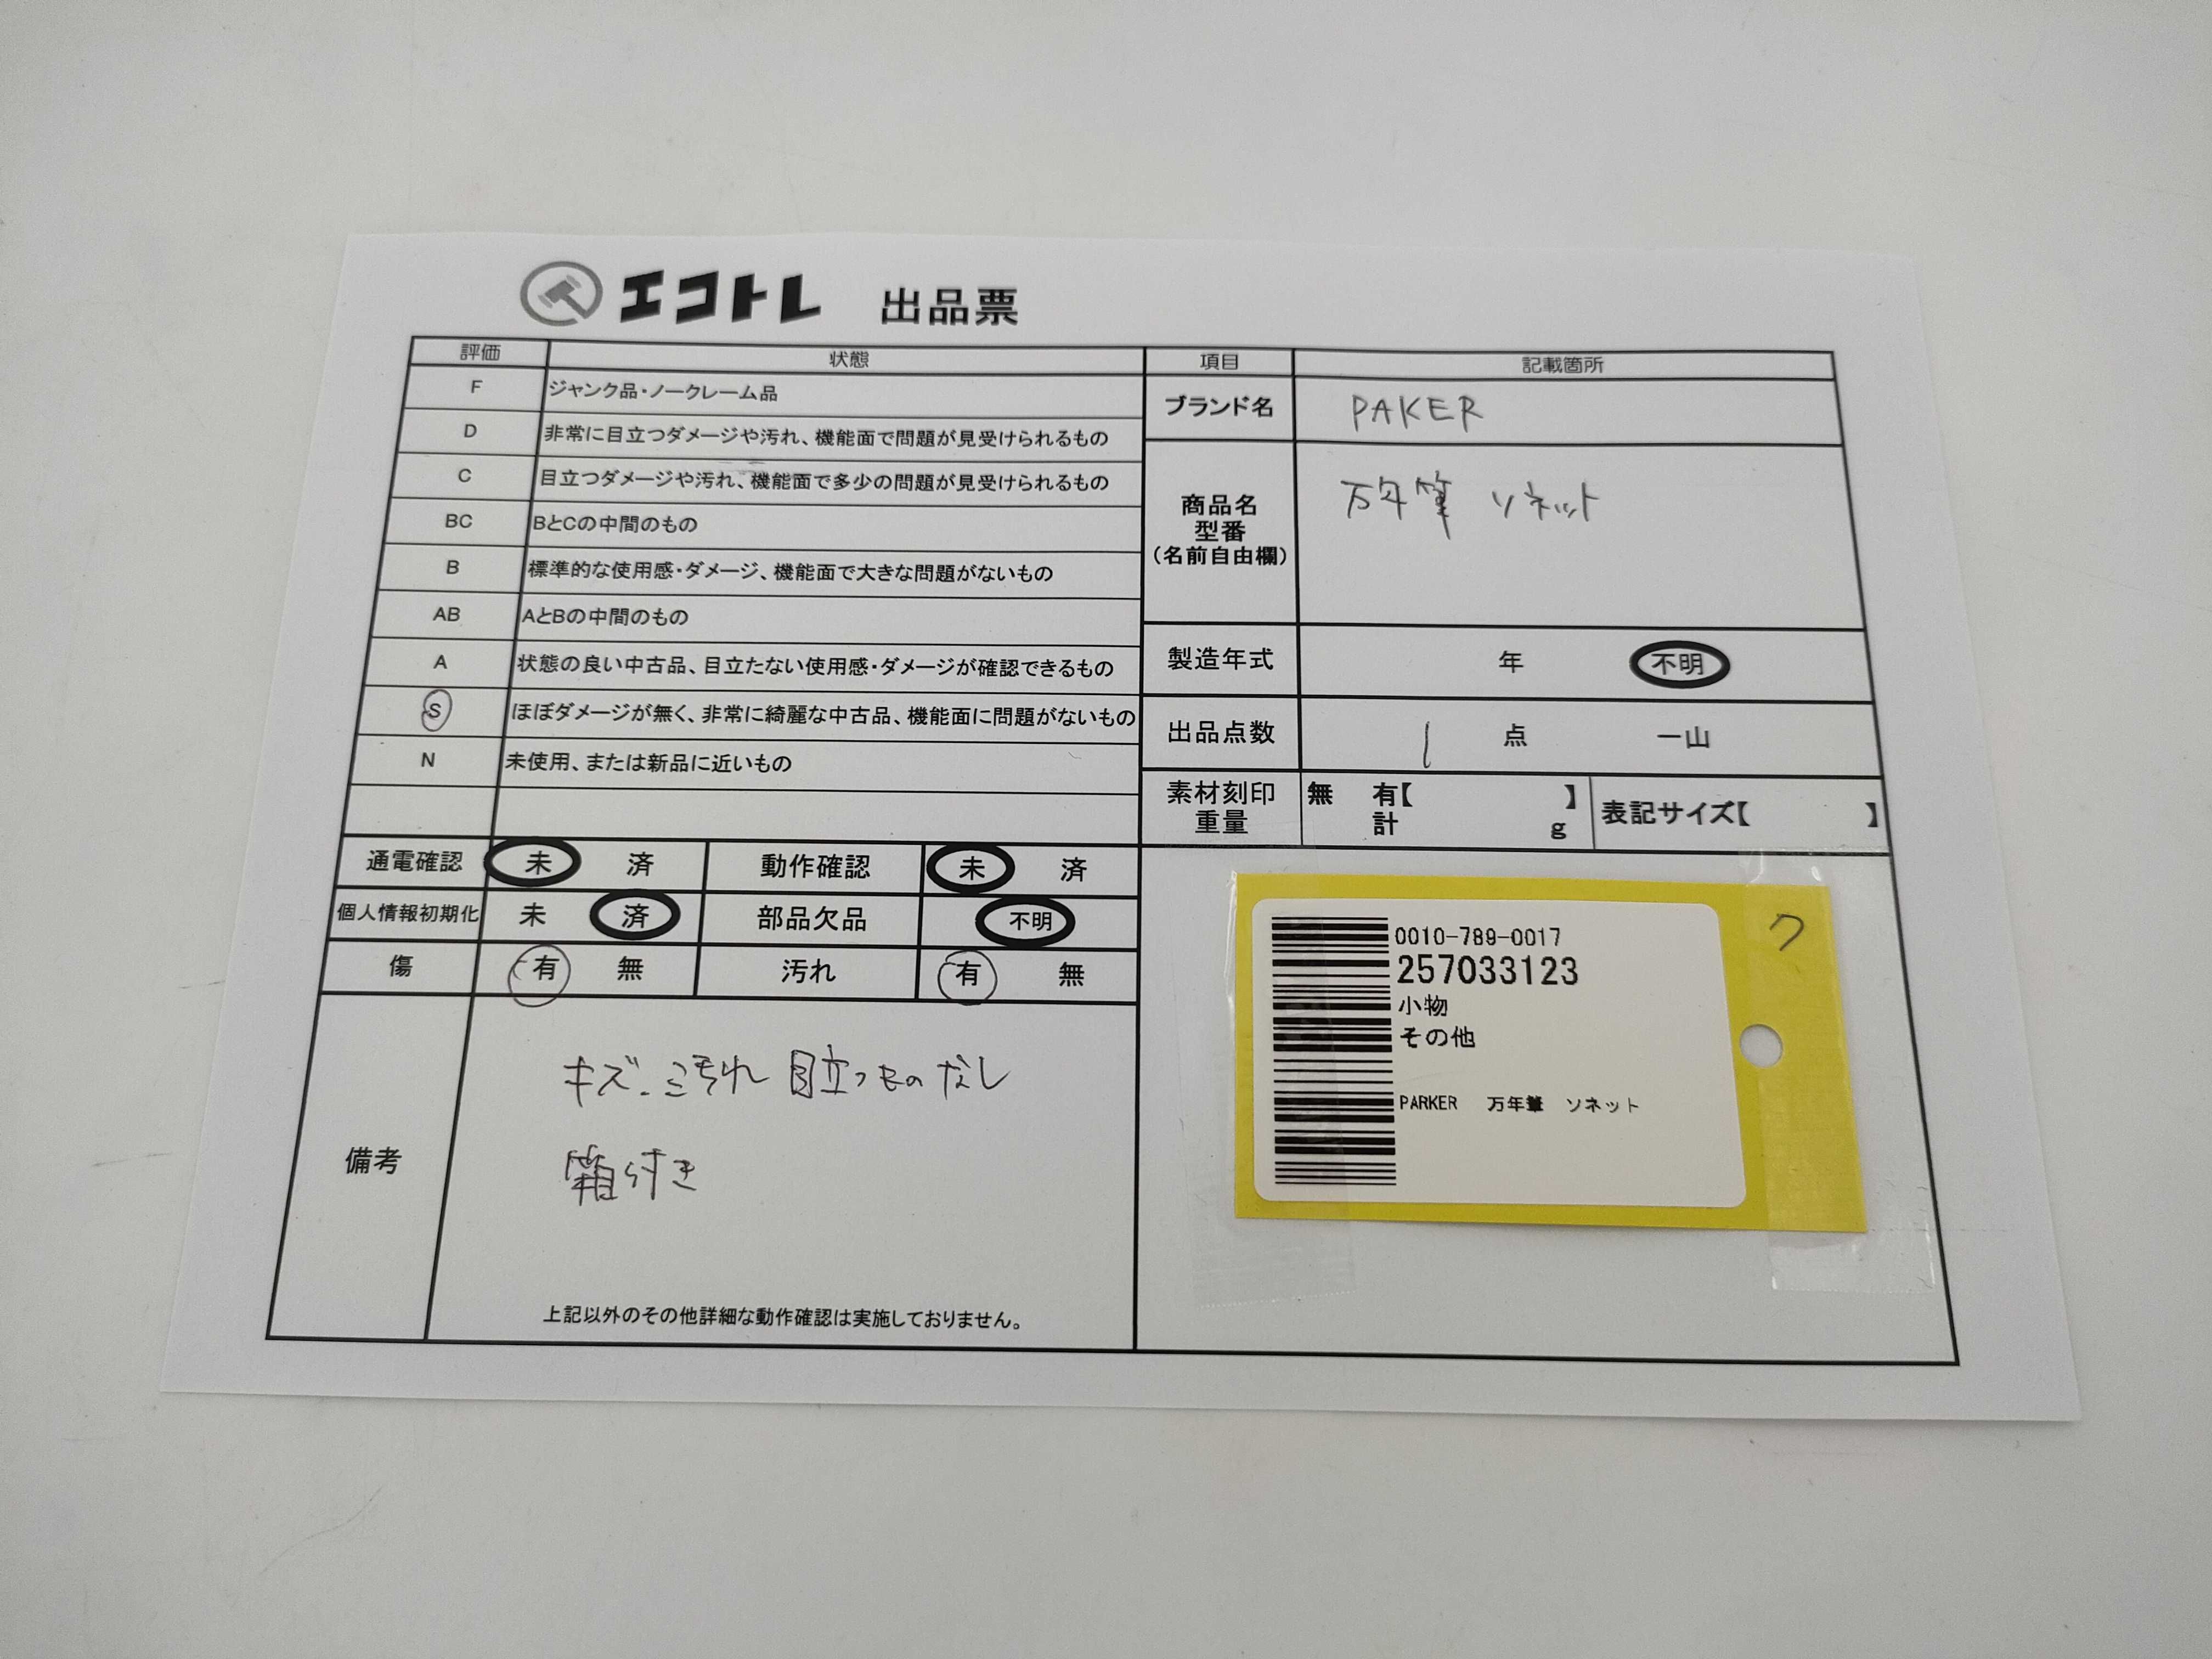 エコトレ 出品票
評価 状態
F ジャンク品・ノークレーム品
D 非常に目立つダメージや汚れ、機能面で問題が見受けられるもの
C 目立つダメージや汚れ、機能面で多少の問題が見受けられるもの
BC BとCの中間のもの
B 標準的な使用感・ダメージ、機能面で大きな問題がないもの
AB AとBの中間のもの
A 状態の良い中古品、目立たない使用感・ダメージが確認できるもの
S ほぼダメージが無く、非常に綺麗な中古品、機能面に問題がないもの
N 未使用、または新品に近いもの
通電確認 未 済 動作確認 未 済
個人情報初期化 未 済 部品欠品 不明
傷 有 無 汚れ 有 無
備考
キズ・汚れ 目立つものなし
箱付き
上記以外のその他詳細な動作確認は実施しておりません。
項目 記載箇所
ブランド名 PAKER
商品名
型番
(名前自由欄)
万年筆 ソネット
製造年式 年 不明
出品点数 1 点 一山
素材刻印 無 有【 】
重量 計 g
表記サイズ【 】
ク
0010-789-0017
257033123
小物
その他
PARKER 万年筆 ソネット